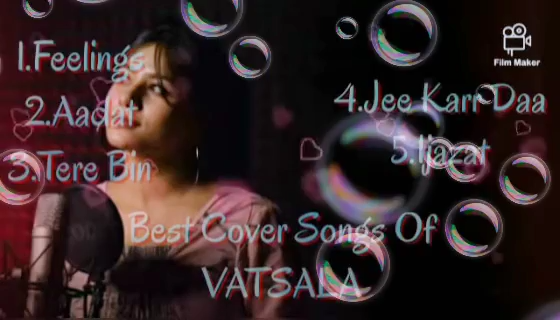 1.Feelings
2.Aadat
3.Tere Bin
4.Jee Karr Daa
5.Ijazat
Best Cover Songs Of
VATSALA
Film Maker